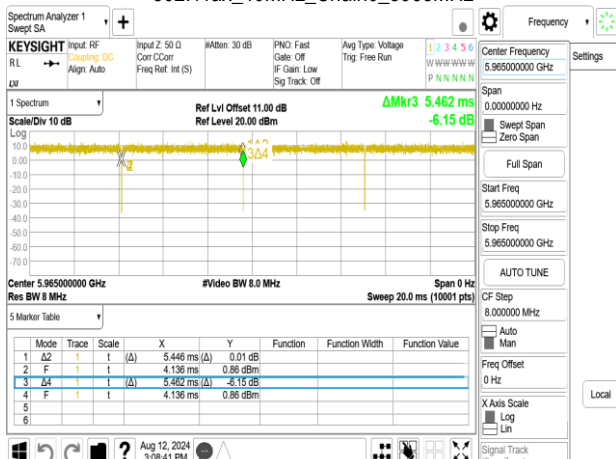 Spectrum Analyzer 1
Swept SA
+
Frequency
KEYSIGHT
RL
Input: RF
Coupling: DC
Align: Auto
Input Z: 50 Ω
Corr CCorr
Freq Ref: Int (S)
#Atten: 30 dB
PNO: Fast
Gate: Off
IF Gain: Low
Sig Track: Off
Avg Type: Voltage
Trig: Free Run
1 2 3 4 5 6
W W W W W W
P N N N N N
Center Frequency
5.965000000 GHz
Settings
Span
0.00000000 Hz
Swept Span
Zero Span
Full Span
Start Freq
5.965000000 GHz
Stop Freq
5.965000000 GHz
AUTO TUNE
CF Step
8.000000 MHz
Auto
Man
Freq Offset
0 Hz
X Axis Scale
Log
Lin
Signal Track
Local
1 Spectrum
Scale/Div 10 dB
Log
Ref Lvl Offset 11.00 dB
Ref Level 20.00 dBm
ΔMkr3 5.462 ms
-6.15 dB
10.0
0.00
-10.0
-20.0
-30.0
-40.0
-50.0
-60.0
-70.0
3Δ4
Center 5.965000000 GHz
Res BW 8 MHz
#Video BW 8.0 MHz
Span 0 Hz
Sweep 20.0 ms (10001 pts)
5 Marker Table
Mode Trace Scale X Y Function Function Width Function Value
1 Δ2 1 t (Δ) 5.446 ms (Δ) 0.01 dB
2 F 1 t 4.136 ms 0.86 dBm
3 Δ4 1 t (Δ) 5.462 ms (Δ) -6.15 dB
4 F 1 t 4.136 ms 0.86 dBm
5
6
?
Aug 12, 2024
3:08:41 PM